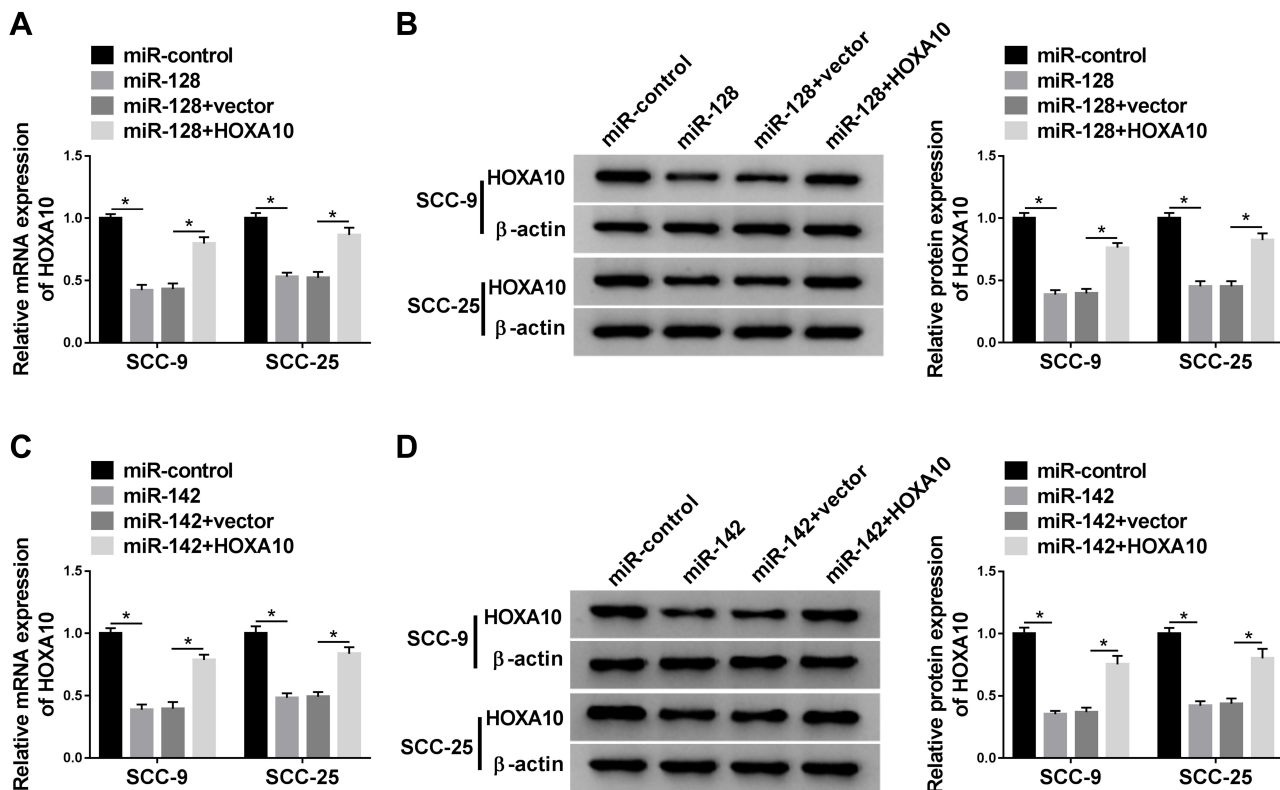 A
miR-control
miR-128
miR-128+vector
miR-128+HOXA10
Relative mRNA expression
of HOXA10
1.5
1.0
0.5
0.0
* * * *
SCC-9 SCC-25
B
miR-control
miR-128
miR-128+vector
miR-128+HOXA10
SCC-9
HOXA10
β-actin
SCC-25
HOXA10
β-actin
miR-control
miR-128
miR-128+vector
miR-128+HOXA10
Relative protein expression
of HOXA10
1.5
1.0
0.5
0.0
* * * *
SCC-9 SCC-25
C
miR-control
miR-142
miR-142+vector
miR-142+HOXA10
Relative mRNA expression
of HOXA10
1.5
1.0
0.5
0.0
* * * *
SCC-9 SCC-25
D
miR-control
miR-142
miR-142+vector
miR-142+HOXA10
SCC-9
HOXA10
β-actin
SCC-25
HOXA10
β-actin
miR-control
miR-142
miR-142+vector
miR-142+HOXA10
Relative protein expression
of HOXA10
1.5
1.0
0.5
0.0
* * * *
SCC-9 SCC-25